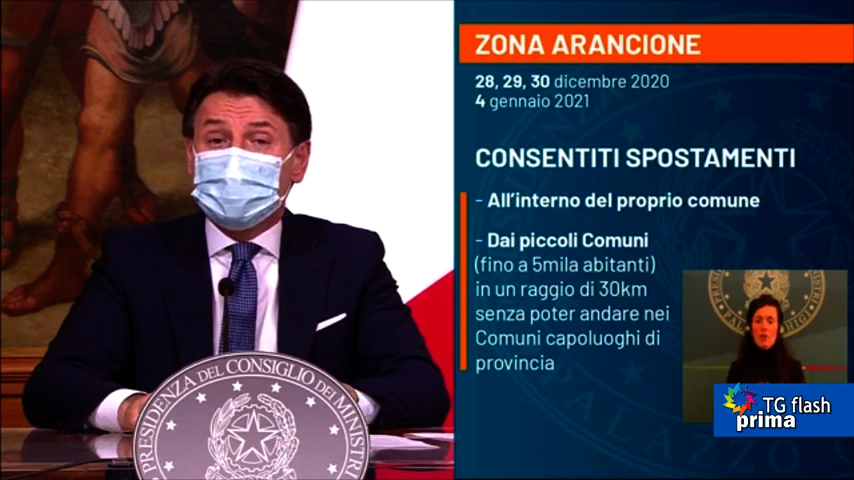 ZONA ARANCIONE
28, 29, 30 dicembre 2020
4 gennaio 2021
CONSENTITI SPOSTAMENTI
- All'interno del proprio comune
- Dai piccoli Comuni
(fino a 5mila abitanti)
in un raggio di 30km
senza poter andare nei
Comuni capoluoghi di
provincia
PRESIDENZA DEL CONSIGLIO DEI MINISTRI
TG flash
prima